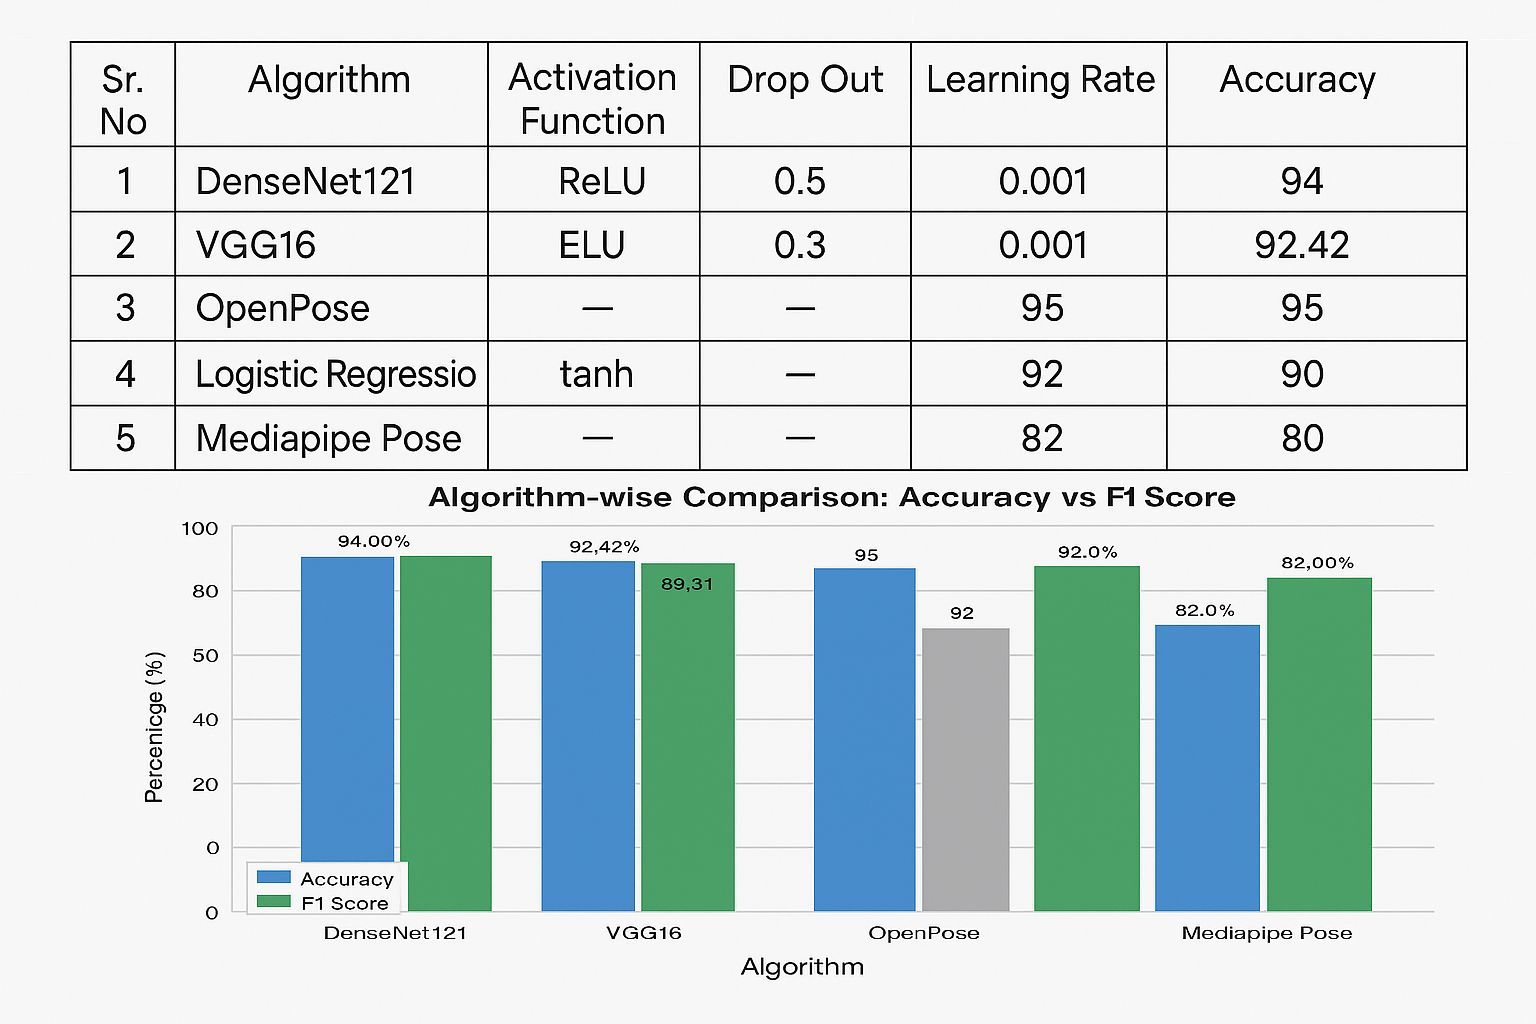 Sr. No Algarithm Activation Function Drop Out Learning Rate Accuracy
1 DenseNet121 ReLU 0.5 0.001 94
2 VGG16 ELU 0.3 0.001 92.42
3 OpenPose — — 95 95
4 Logistic Regressio tanh — 92 90
5 Mediapipe Pose — — 82 80
Algorithm-wise Comparison: Accuracy vs F1 Score
Percenicge (%)
100
80
50
40
20
0
0
94.00%
92,42%
89,31
95
92
92.0%
82.0%
82,00%
Accuracy
F1 Score
DenseNet121 VGG16 OpenPose Mediapipe Pose
Algorithm